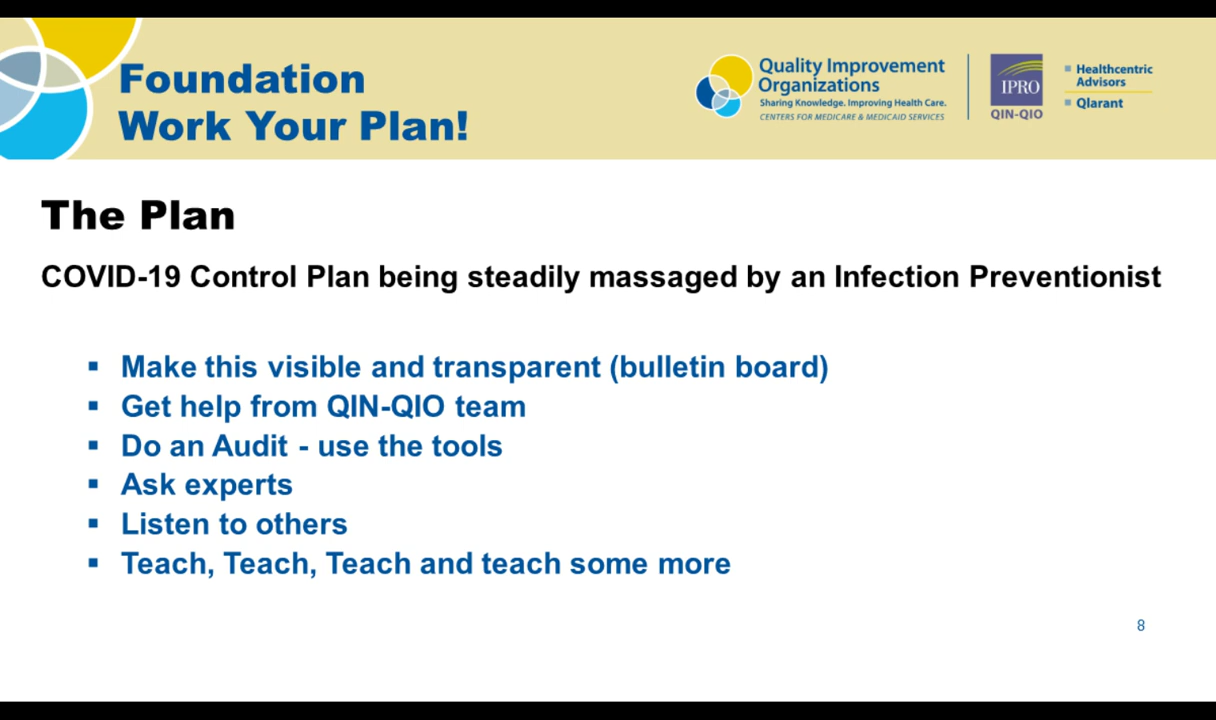 Foundation
Work Your Plan!
Quality Improvement
Organizations
Sharing Knowledge. Improving Health Care.
CENTERS FOR MEDICARE & MEDICAID SERVICES
IPRO
QIN-QIO
▪ Healthcentric
Advisors
▪ Qlarant
The Plan
COVID-19 Control Plan being steadily massaged by an Infection Preventionist
▪ Make this visible and transparent (bulletin board)
▪ Get help from QIN-QIO team
▪ Do an Audit - use the tools
▪ Ask experts
▪ Listen to others
▪ Teach, Teach, Teach and teach some more
8